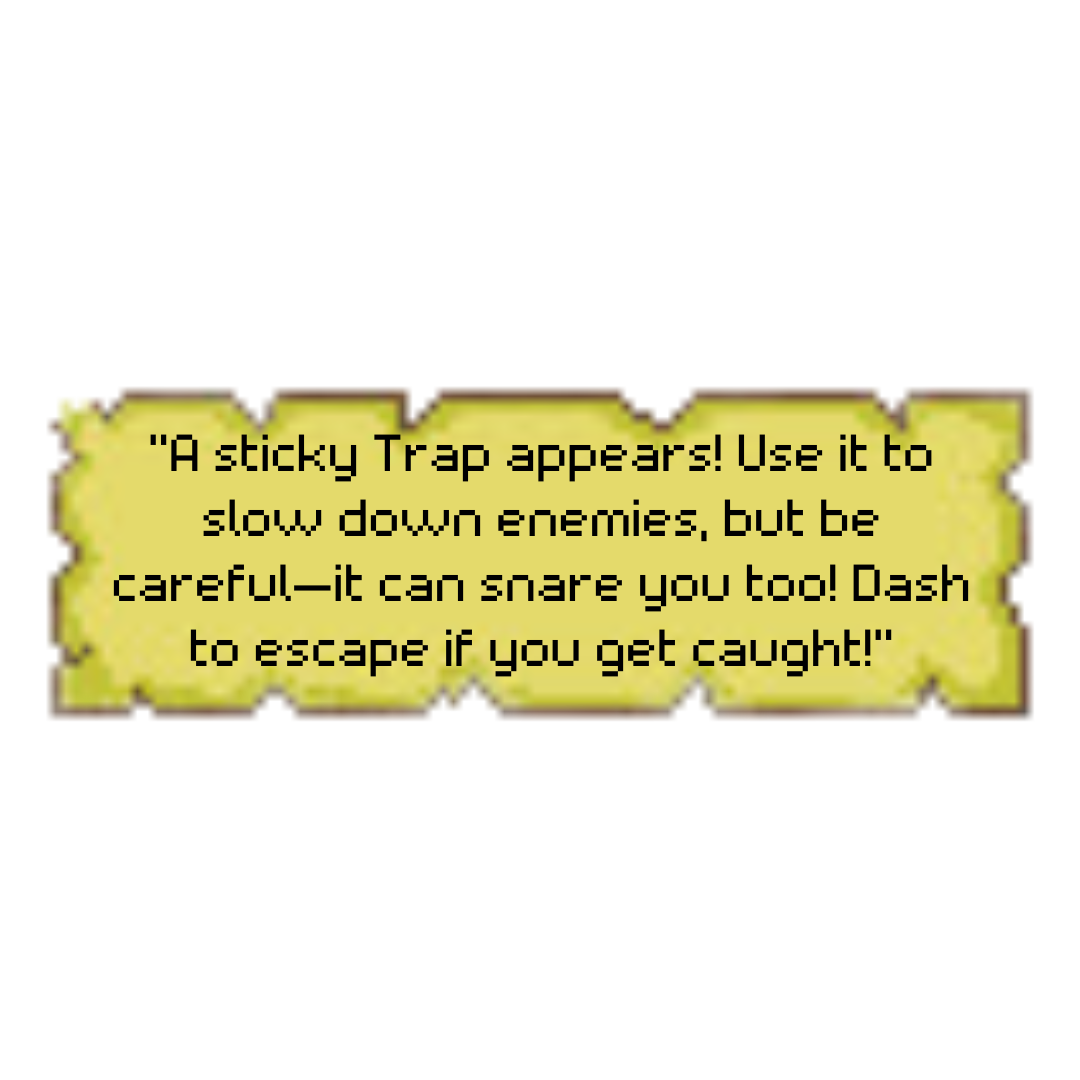 "A sticky Trap appears! Use it to
slow down enemies, but be
careful—it can snare you too! Dash
to escape if you get caught!"